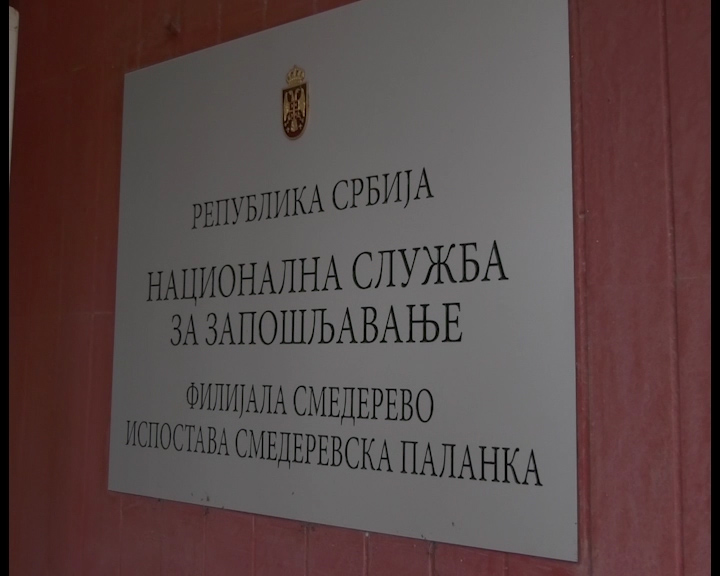 РЕПУБЛИКА СРБИЈА
НАЦИОНАЛНА СЛУЖБА
ЗА ЗАПОШЉАВАЊЕ
ФИЛИЈАЛА СМЕДЕРЕВО
ИСПОСТАВА СМЕДЕРЕВСКА ПАЛАНКА